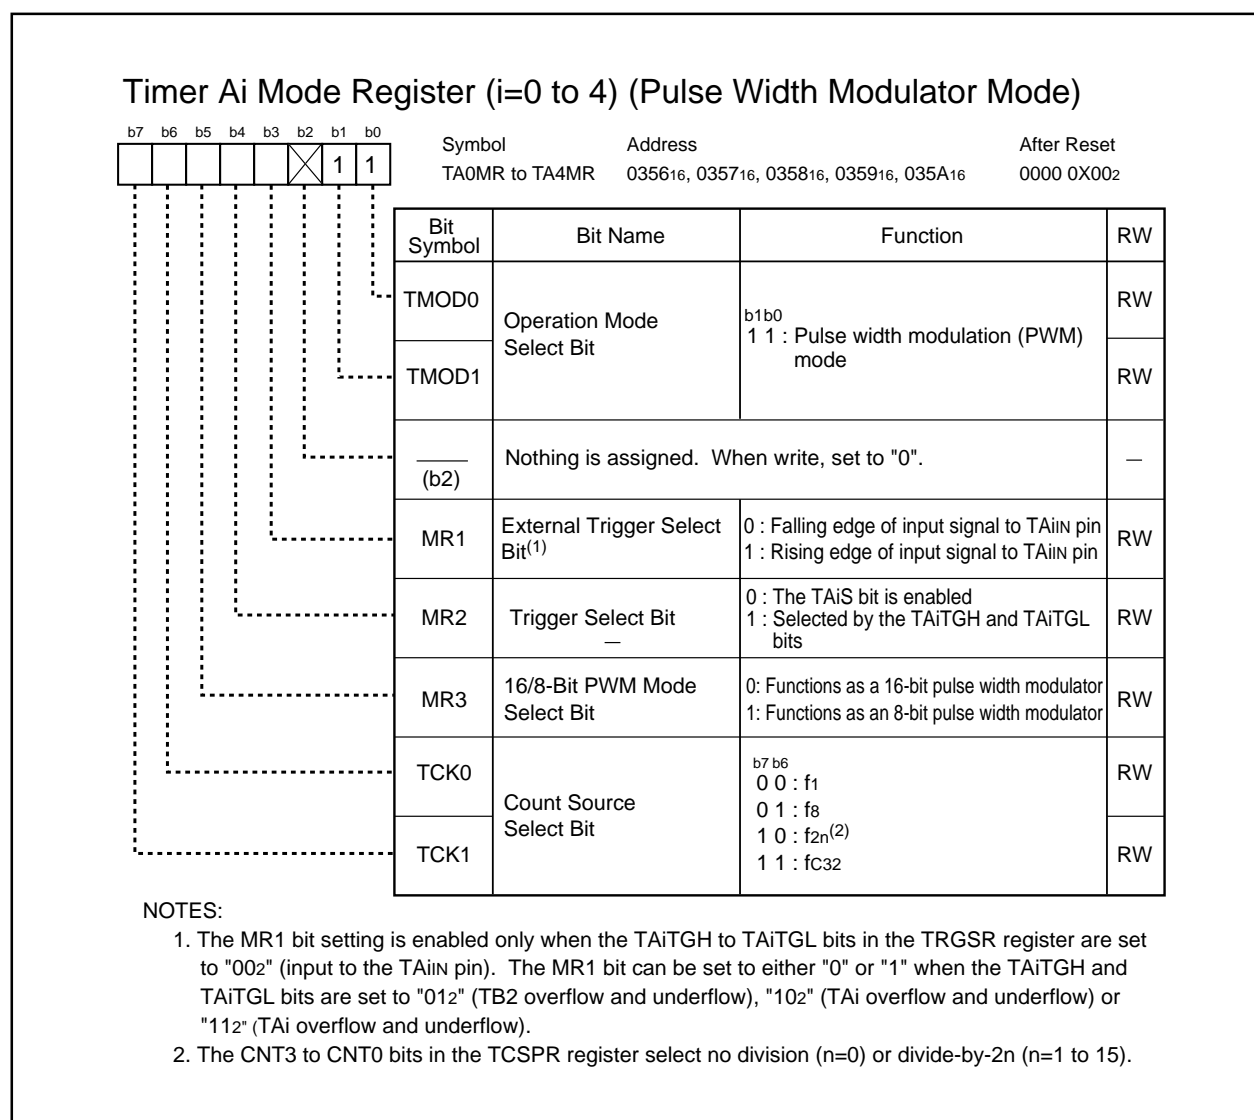 Timer Ai Mode Register (i=0 to 4) (Pulse Width Modulator Mode)
b7 b6 b5 b4 b3 b2 b1 b0
1 1
Symbol Address After Reset
TA0MR to TA4MR 035616, 035716, 035816, 035916, 035A16 0000 0X002
Bit Symbol Bit Name Function RW
TMOD0 RW
Operation Mode
Select Bit
b1b0
1 1 : Pulse width modulation (PWM)
mode
TMOD1 RW
(b2) Nothing is assigned. When write, set to "0". —
MR1 External Trigger Select
Bit(1)
0 : Falling edge of input signal to TAiIN pin
1 : Rising edge of input signal to TAiIN pin
RW
MR2 Trigger Select Bit
—
0 : The TAiS bit is enabled
1 : Selected by the TAiTGH and TAiTGL
bits
RW
MR3 16/8-Bit PWM Mode
Select Bit
0: Functions as a 16-bit pulse width modulator
1: Functions as an 8-bit pulse width modulator
RW
TCK0 RW
Count Source
Select Bit
b7 b6
0 0 : f1
0 1 : f8
1 0 : f2n(2)
1 1 : fC32
TCK1 RW
NOTES:
1. The MR1 bit setting is enabled only when the TAiTGH to TAiTGL bits in the TRGSR register are set
to "002" (input to the TAiIN pin). The MR1 bit can be set to either "0" or "1" when the TAiTGH and
TAiTGL bits are set to "012" (TB2 overflow and underflow), "102" (TAi overflow and underflow) or
"112" (TAi overflow and underflow).
2. The CNT3 to CNT0 bits in the TCSPR register select no division (n=0) or divide-by-2n (n=1 to 15).